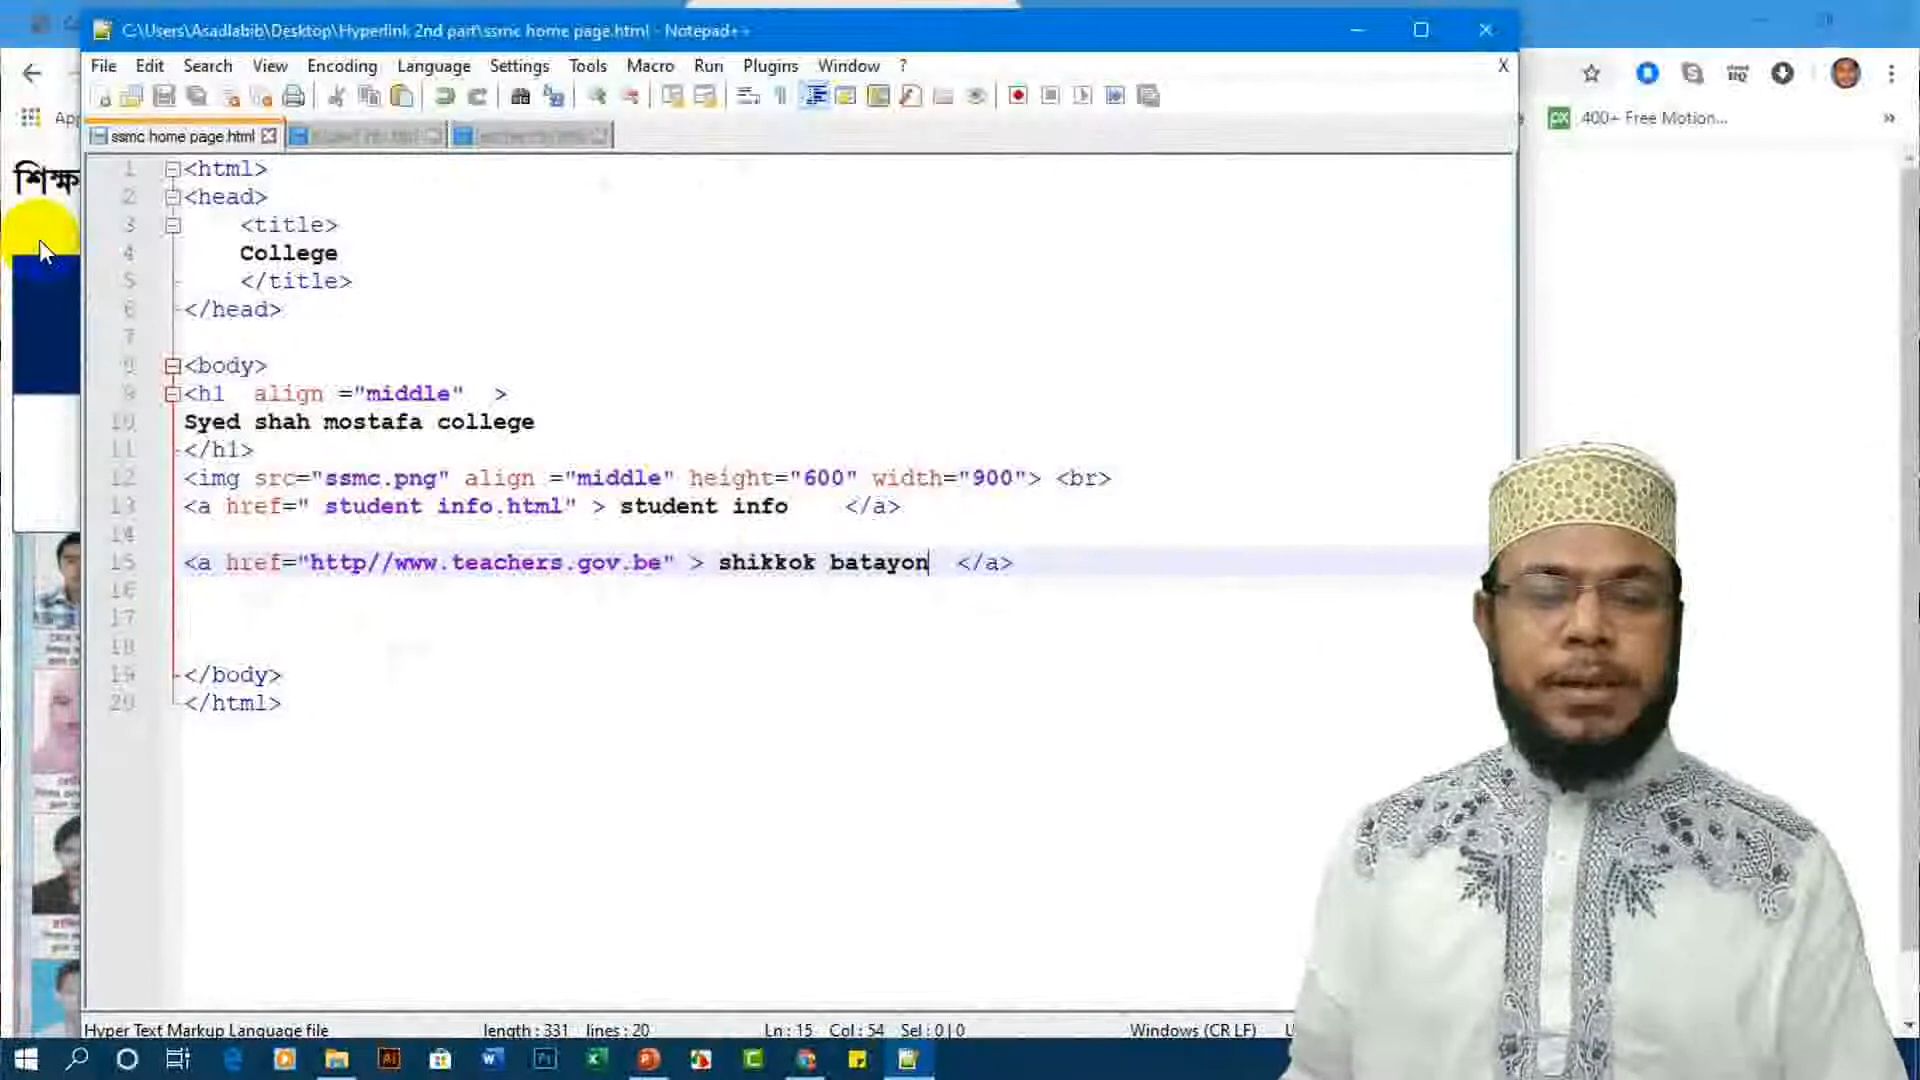 C:\Users\Asadlabib\Desktop\Hyperlink 2nd part\ssmc home page.html - Notepad++
File Edit Search View Encoding Language Settings Tools Macro Run Plugins Window ? X
400+ Free Motion...
»
ssmc home page.html
শিক্ষ
1 <html>
2 <head>
3 <title>
4 College
5 </title>
6 </head>
7
8 <body>
9 <h1 align ="middle" >
10 Syed shah mostafa college
11 </h1>
12 <img src="ssmc.png" align ="middle" height="600" width="900"> <br>
13 <a href=" student info.html" > student info </a>
14
15 <a href="http//www.teachers.gov.be" > shikkok batayon </a>
16
17
18
19 </body>
20 </html>
Hyper Text Markup Language file length : 331 lines : 20 Ln : 15 Col : 54 Sel : 0 | 0 Windows (CR LF)